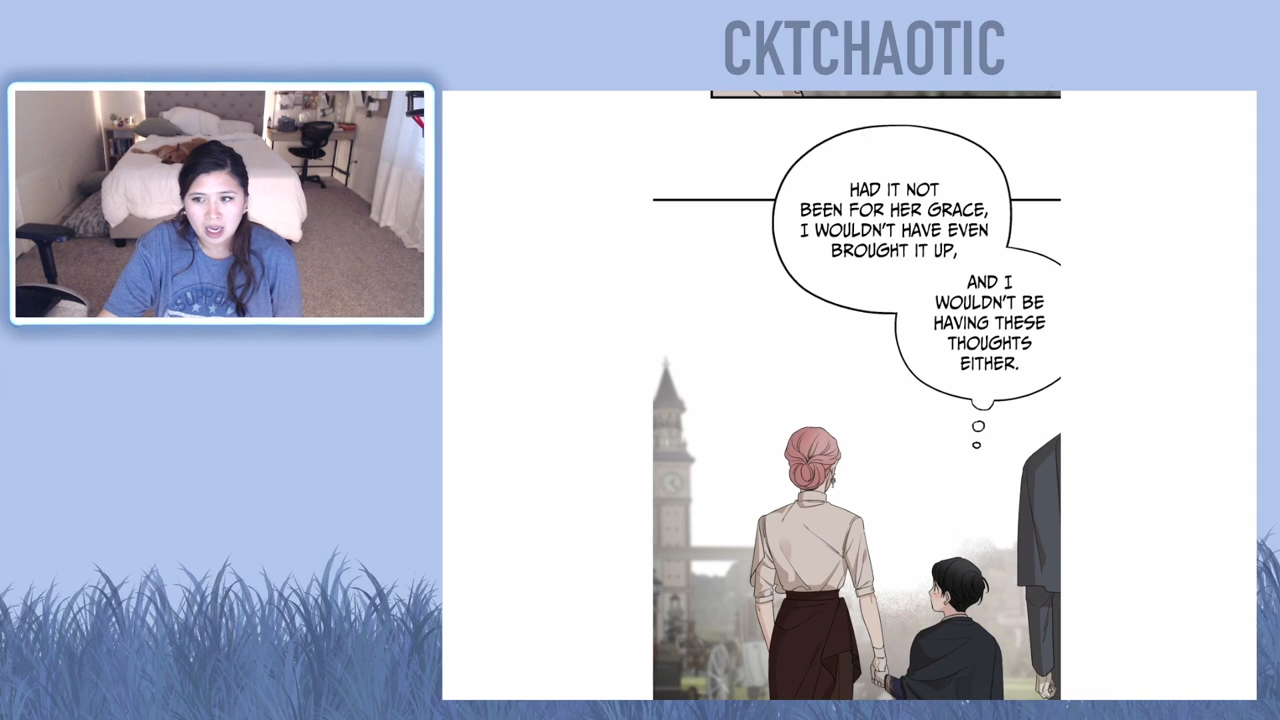 CKTCHAOTIC
HAD IT NOT
BEEN FOR HER GRACE,
I WOULDN'T HAVE EVEN
BROUGHT IT UP,
AND I
WOULDN'T BE
HAVING THESE
THOUGHTS
EITHER.
SUPPORT